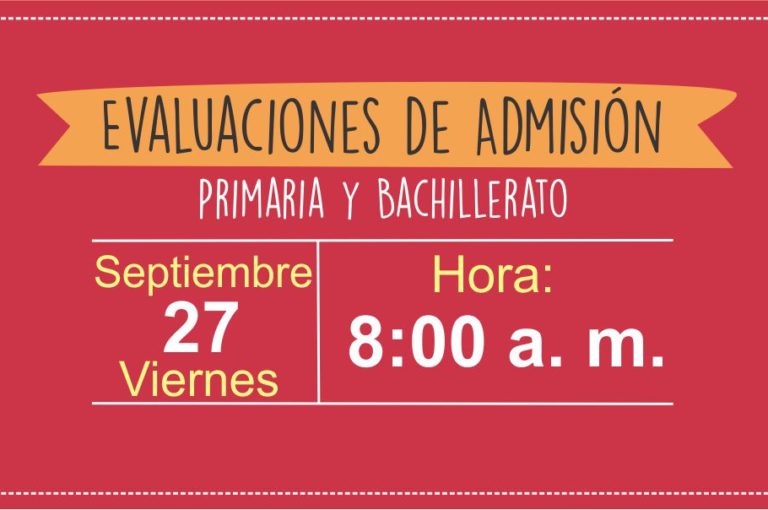 EVALUACIONES DE ADMISIÓN
PRIMARIA Y BACHILLERATO
Septiembre
27
Viernes
Hora:
8:00 a. m.